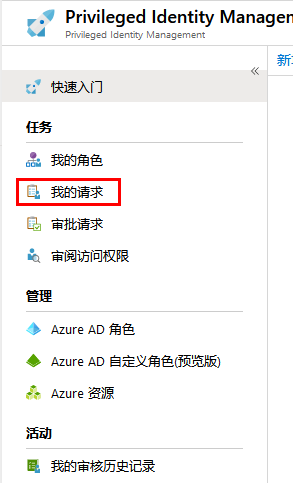 Privileged Identity Managem
Privileged Identity Management
«
快速入门
任务
我的角色
我的请求
审批请求
审阅访问权限
管理
Azure AD 角色
Azure AD 自定义角色(预览版)
Azure 资源
活动
我的审核历史记录